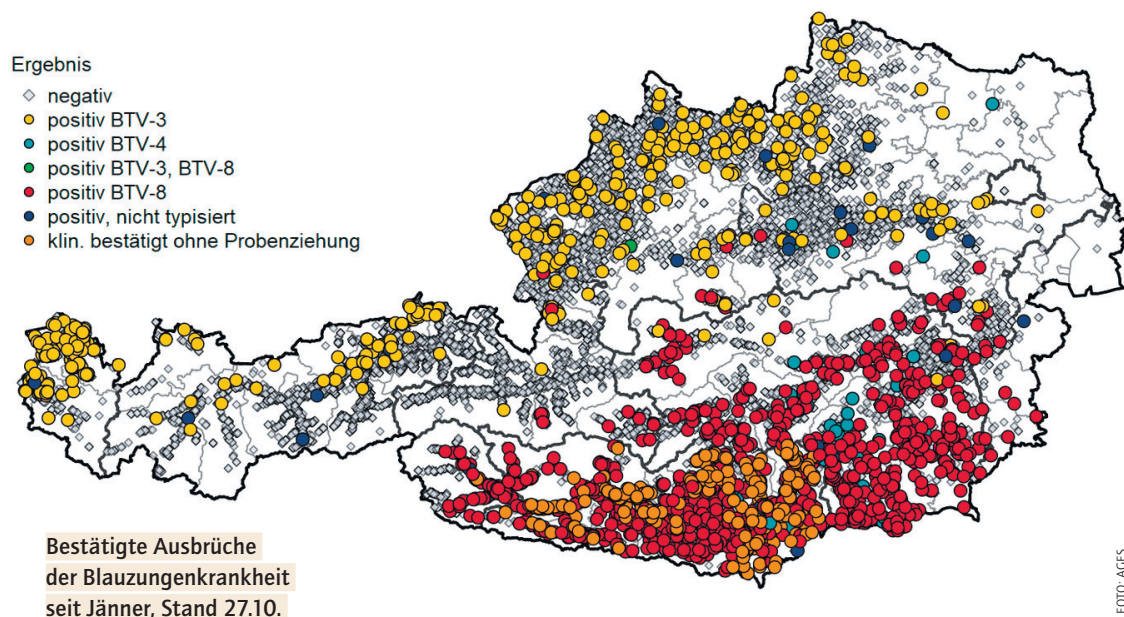 Ergebnis
negativ
positiv BTV-3
positiv BTV-4
positiv BTV-3, BTV-8
positiv BTV-8
positiv, nicht typisiert
klin. bestätigt ohne Probenziehung
Bestätigte Ausbrüche
der Blauzungenkrankheit
seit Jänner, Stand 27.10.
FOTO: AGES